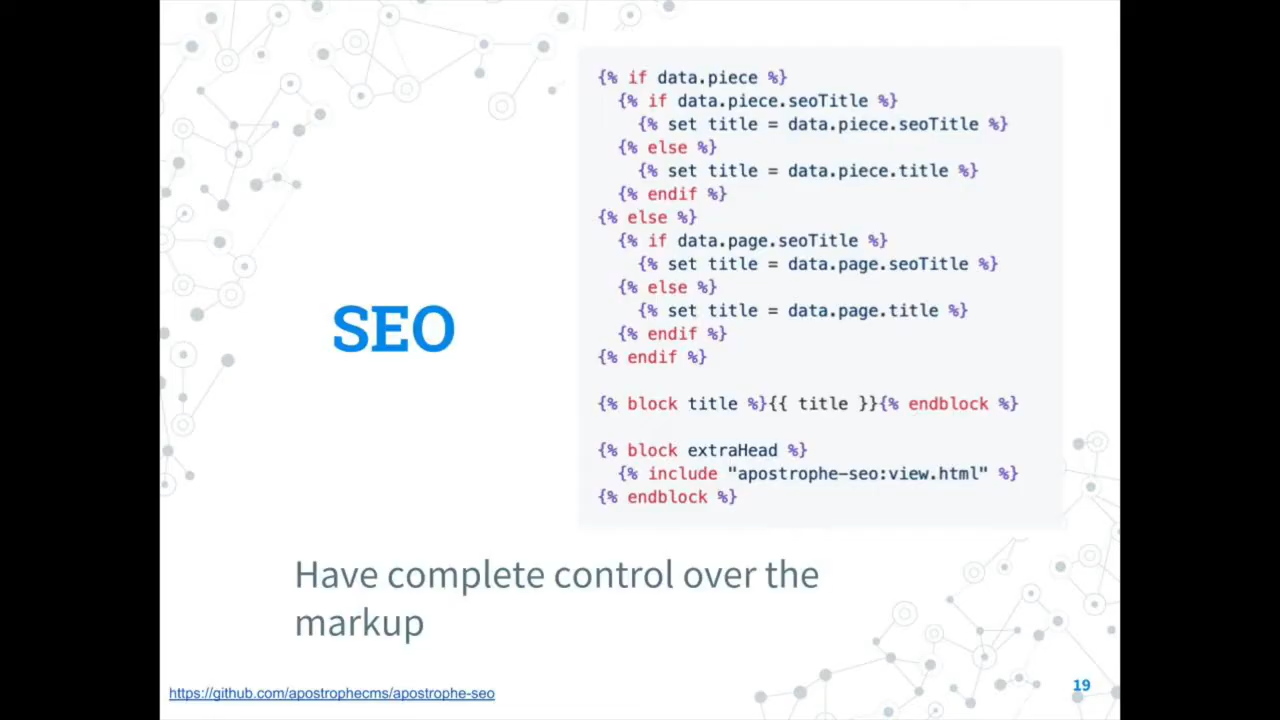 SEO
{% if data.piece %}
  {% if data.piece.seoTitle %}
    {% set title = data.piece.seoTitle %}
  {% else %}
    {% set title = data.piece.title %}
  {% endif %}
{% else %}
  {% if data.page.seoTitle %}
    {% set title = data.page.seoTitle %}
  {% else %}
    {% set title = data.page.title %}
  {% endif %}
{% endif %}
{% block title %}{{ title }}{% endblock %}
{% block extraHead %}
  {% include "apostrophe-seo:view.html" %}
{% endblock %}
Have complete control over the
markup
https://github.com/apostrophecms/apostrophe-seo
19